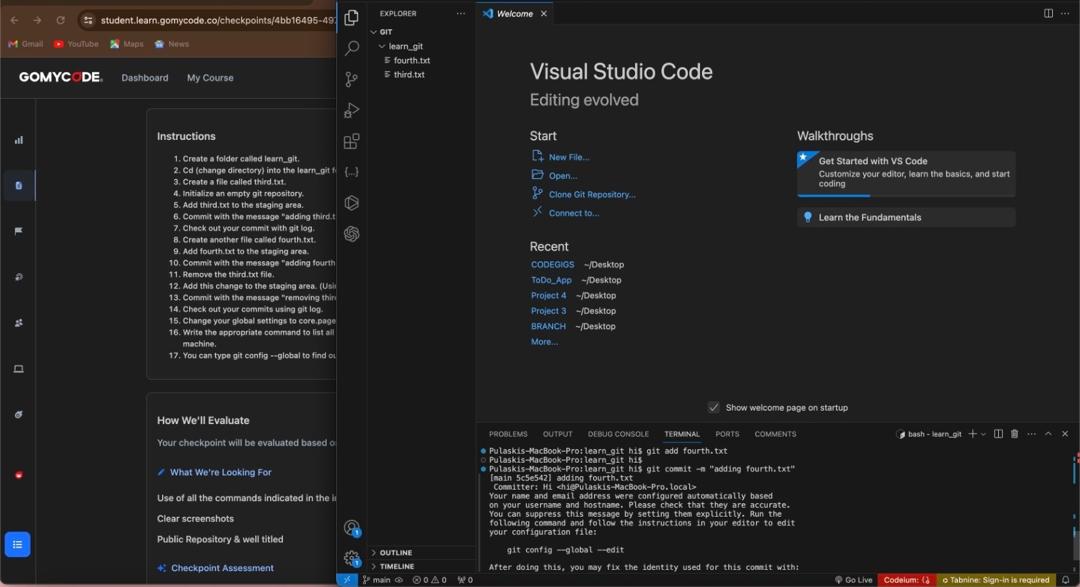 student.learn.gomycode.co/checkpoints/4bb16495-497
Gmail
YouTube
Maps
News
GOMYCODE.
Dashboard
My Course
Instructions
1. Create a folder called learn_git.
2. Cd (change directory) into the learn_git f
3. Create a file called third.txt.
4. Initialize an empty git repository.
5. Add third.txt to the staging area.
6. Commit with the message "adding third.t
7. Check out your commit with git log.
8. Create another file called fourth.txt.
9. Add fourth.txt to the staging area.
10. Commit with the message "adding fourth
11. Remove the third.txt file.
12. Add this change to the staging area. (Usin
13. Commit with the message "removing thir
14. Check out your commits using git log.
15. Change your global settings to core.page
16. Write the appropriate command to list all
machine.
17. You can type git config --global to find ou
How We'll Evaluate
Your checkpoint will be evaluated based o
What We're Looking For
Use of all the commands indicated in the i
Clear screenshots
Public Repository & well titled
Checkpoint Assessment
EXPLORER
GIT
learn_git
fourth.txt
third.txt
OUTLINE
TIMELINE
Welcome
Visual Studio Code
Editing evolved
Start
New File...
Open...
Clone Git Repository...
Connect to...
Recent
CODEGIGS ~/Desktop
ToDo_App ~/Desktop
Project 4 ~/Desktop
Project 3 ~/Desktop
BRANCH ~/Desktop
More...
Walkthroughs
Get Started with VS Code
Customize your editor, learn the basics, and start
coding
Learn the Fundamentals
Show welcome page on startup
PROBLEMS OUTPUT DEBUG CONSOLE TERMINAL PORTS COMMENTS
bash - learn_git
Pulaskis-MacBook-Pro:learn_git hi$ git add fourth.txt
Pulaskis-MacBook-Pro:learn_git hi$
Pulaskis-MacBook-Pro:learn_git hi$ git commit -m "adding fourth.txt"
[main 5c5e542] adding fourth.txt
Committer: Hi <hi@Pulaskis-MacBook-Pro.local>
Your name and email address were configured automatically based
on your username and hostname. Please check that they are accurate.
You can suppress this message by setting them explicitly. Run the
following command and follow the instructions in your editor to edit
your configuration file:
git config --global --edit
After doing this, you may fix the identity used for this commit with:
main 0 0 0
Go Live
Codeium: {...}
Tabnine: Sign-in is required